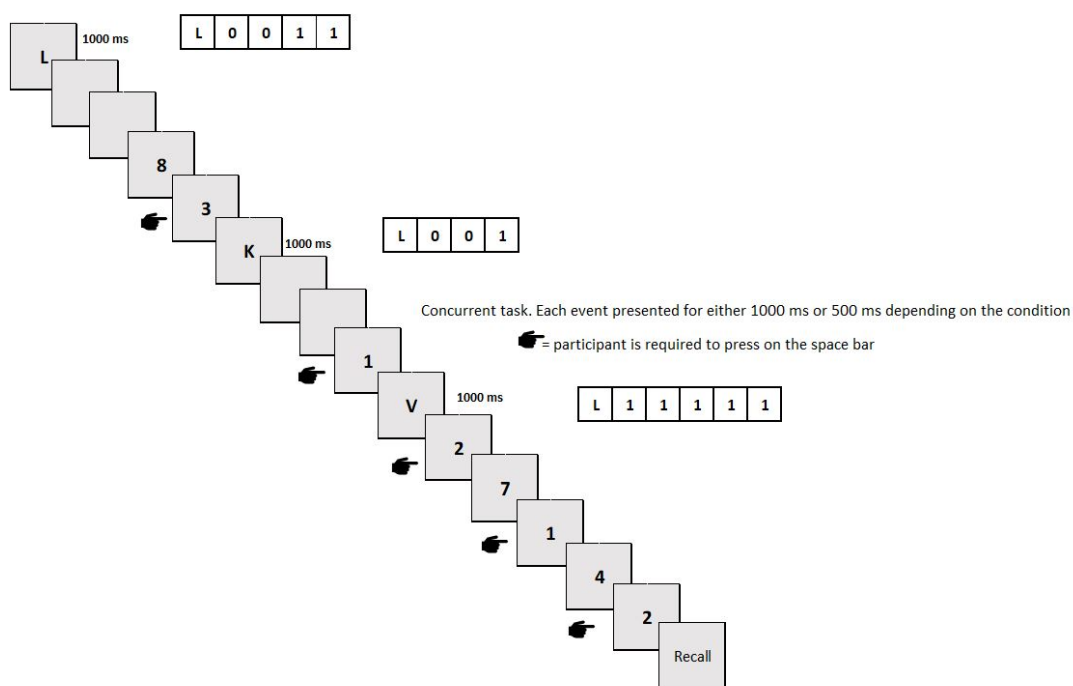 L
1000 ms
L 0 0 1 1
8
3
K
1000 ms
L 0 0 1
Concurrent task. Each event presented for either 1000 ms or 500 ms depending on the condition
= participant is required to press on the space bar
1
V
1000 ms
L 1 1 1 1 1
2
7
1
4
2
Recall